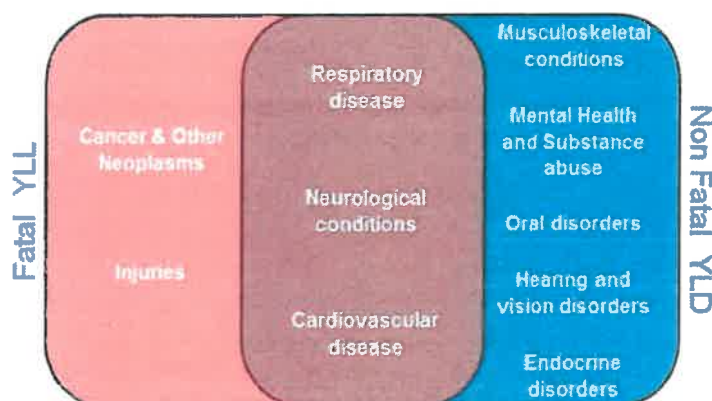 Fatal YLL
Cancer & Other
Neoplasms
Injuries
Respiratory
disease
Neurological
conditions
Cardiovascular
disease
Musculoskeletal
conditions
Mental Health
and Substance
abuse
Oral disorders
Hearing and
vision disorders
Endocrine
disorders
Non Fatal YLD